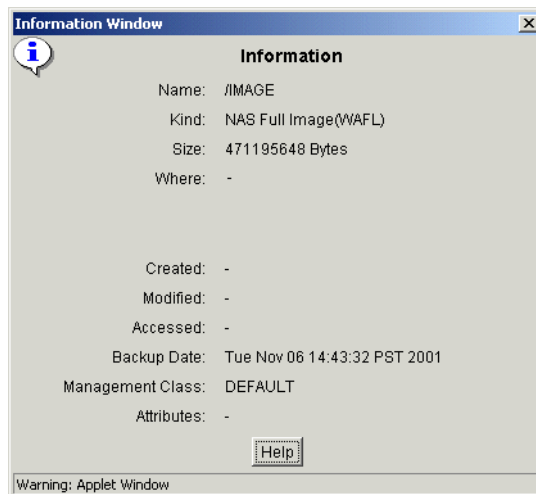 Information Window
Information
Name: /IMAGE
Kind: NAS Full Image(WAFL)
Size: 471195648 Bytes
Where: -
Created: -
Modified: -
Accessed: -
Backup Date: Tue Nov 06 14:43:32 PST 2001
Management Class: DEFAULT
Attributes: -
Help
Warning: Applet Window